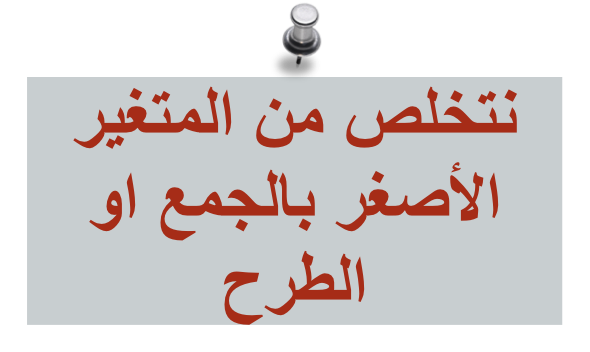 نتخلص من المتغير
الأصغر بالجمع او
الطرح